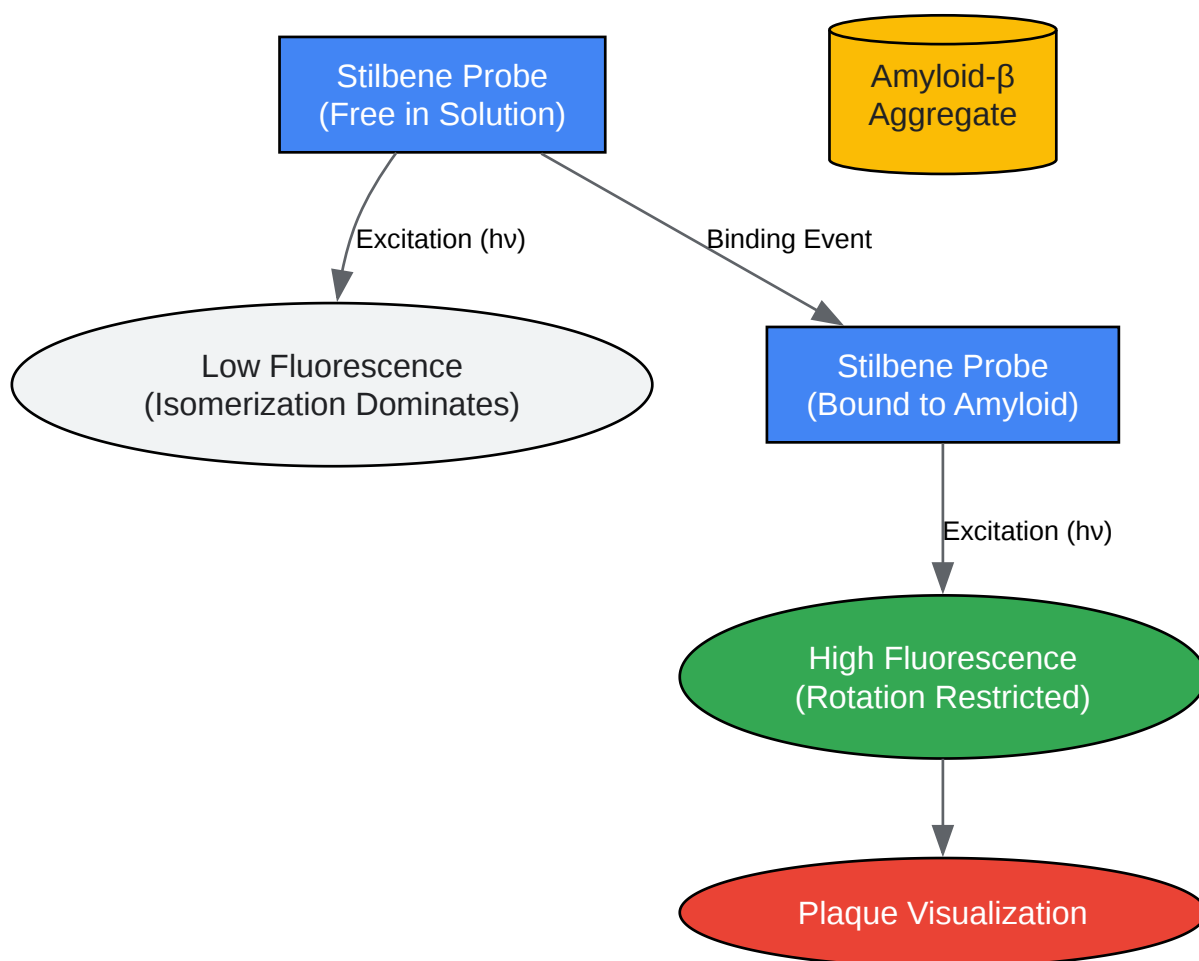 Stilbene Probe
(Free in Solution)
Amyloid-β
Aggregate
Excitation (hν)
Binding Event
Low Fluorescence
(Isomerization Dominates)
Stilbene Probe
(Bound to Amyloid)
Excitation (hν)
High Fluorescence
(Rotation Restricted)
Plaque Visualization